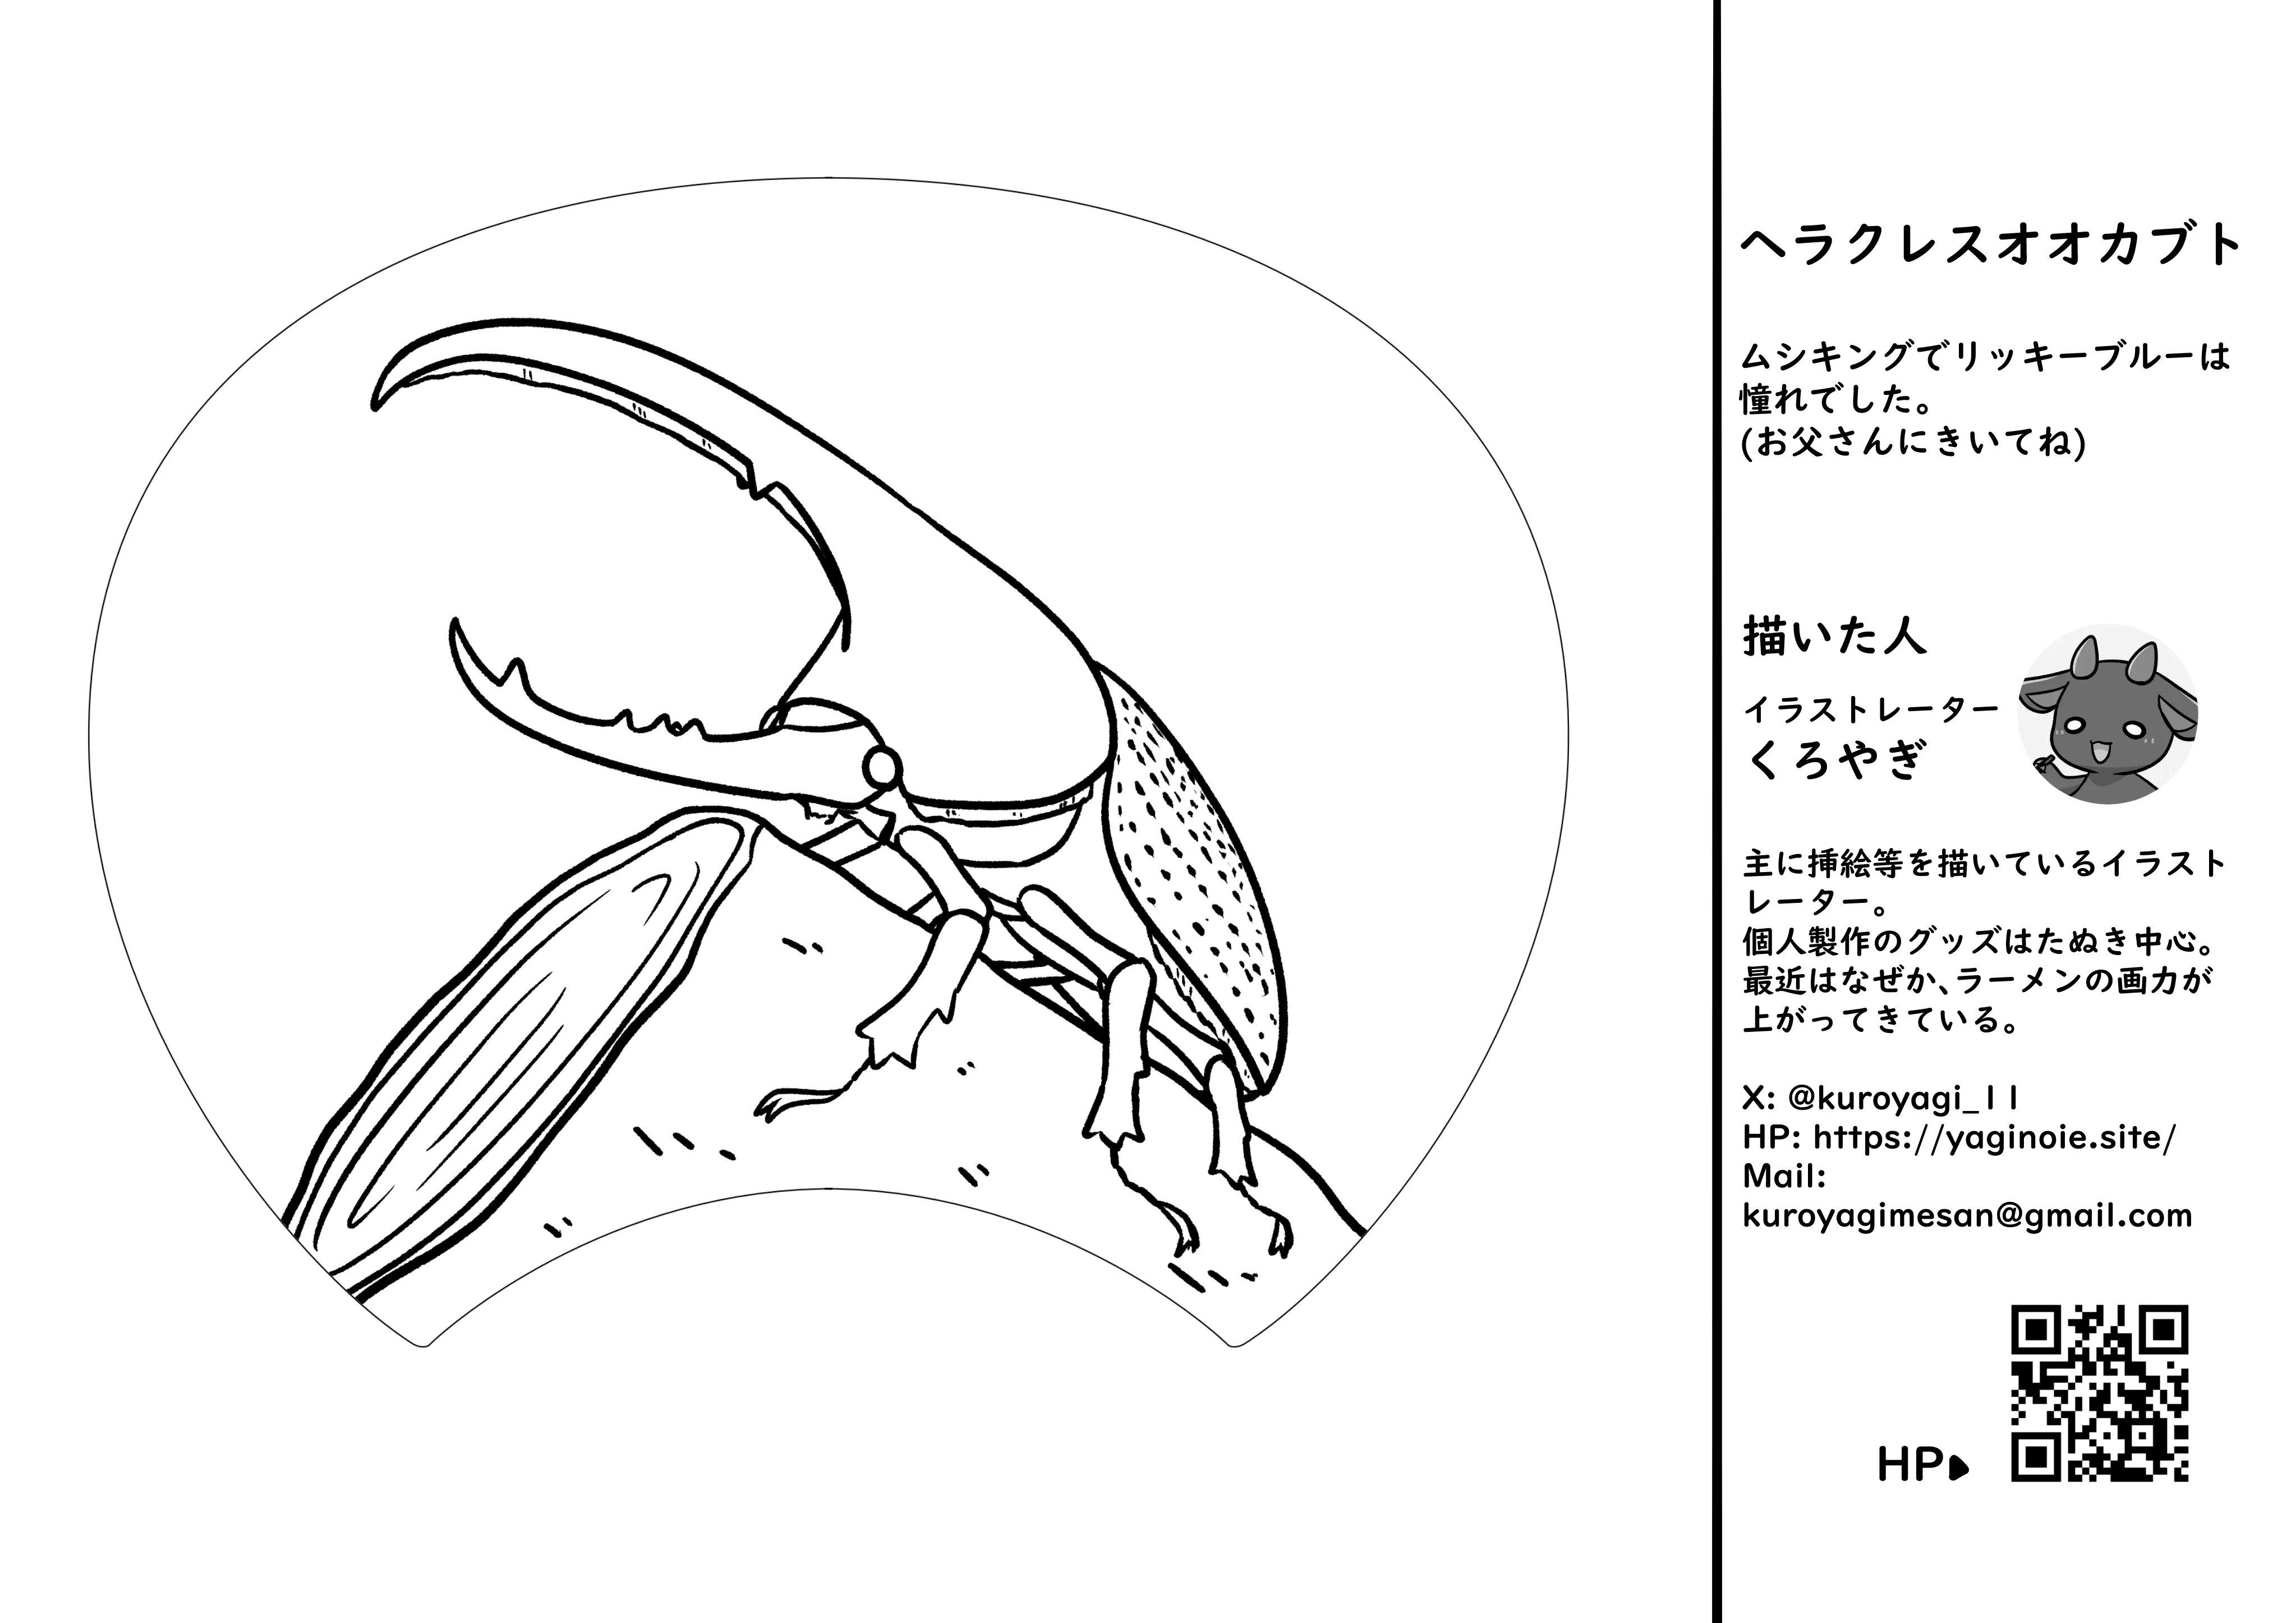 ヘラクレスオオカブト
ムシキングでリッキーブルーは
憧れでした。
(お父さんにきいてね)
描いた人
イラストレーター
くろやぎ
主に挿絵等を描いているイラスト
レーター。
個人製作のグッズはたぬき中心。
最近はなぜか、ラーメンの画力が
上がってきている。
X: @kuroyagi_11
HP: https://yaginoie.site/
Mail:
kuroyagimesan@gmail.com
HP▶